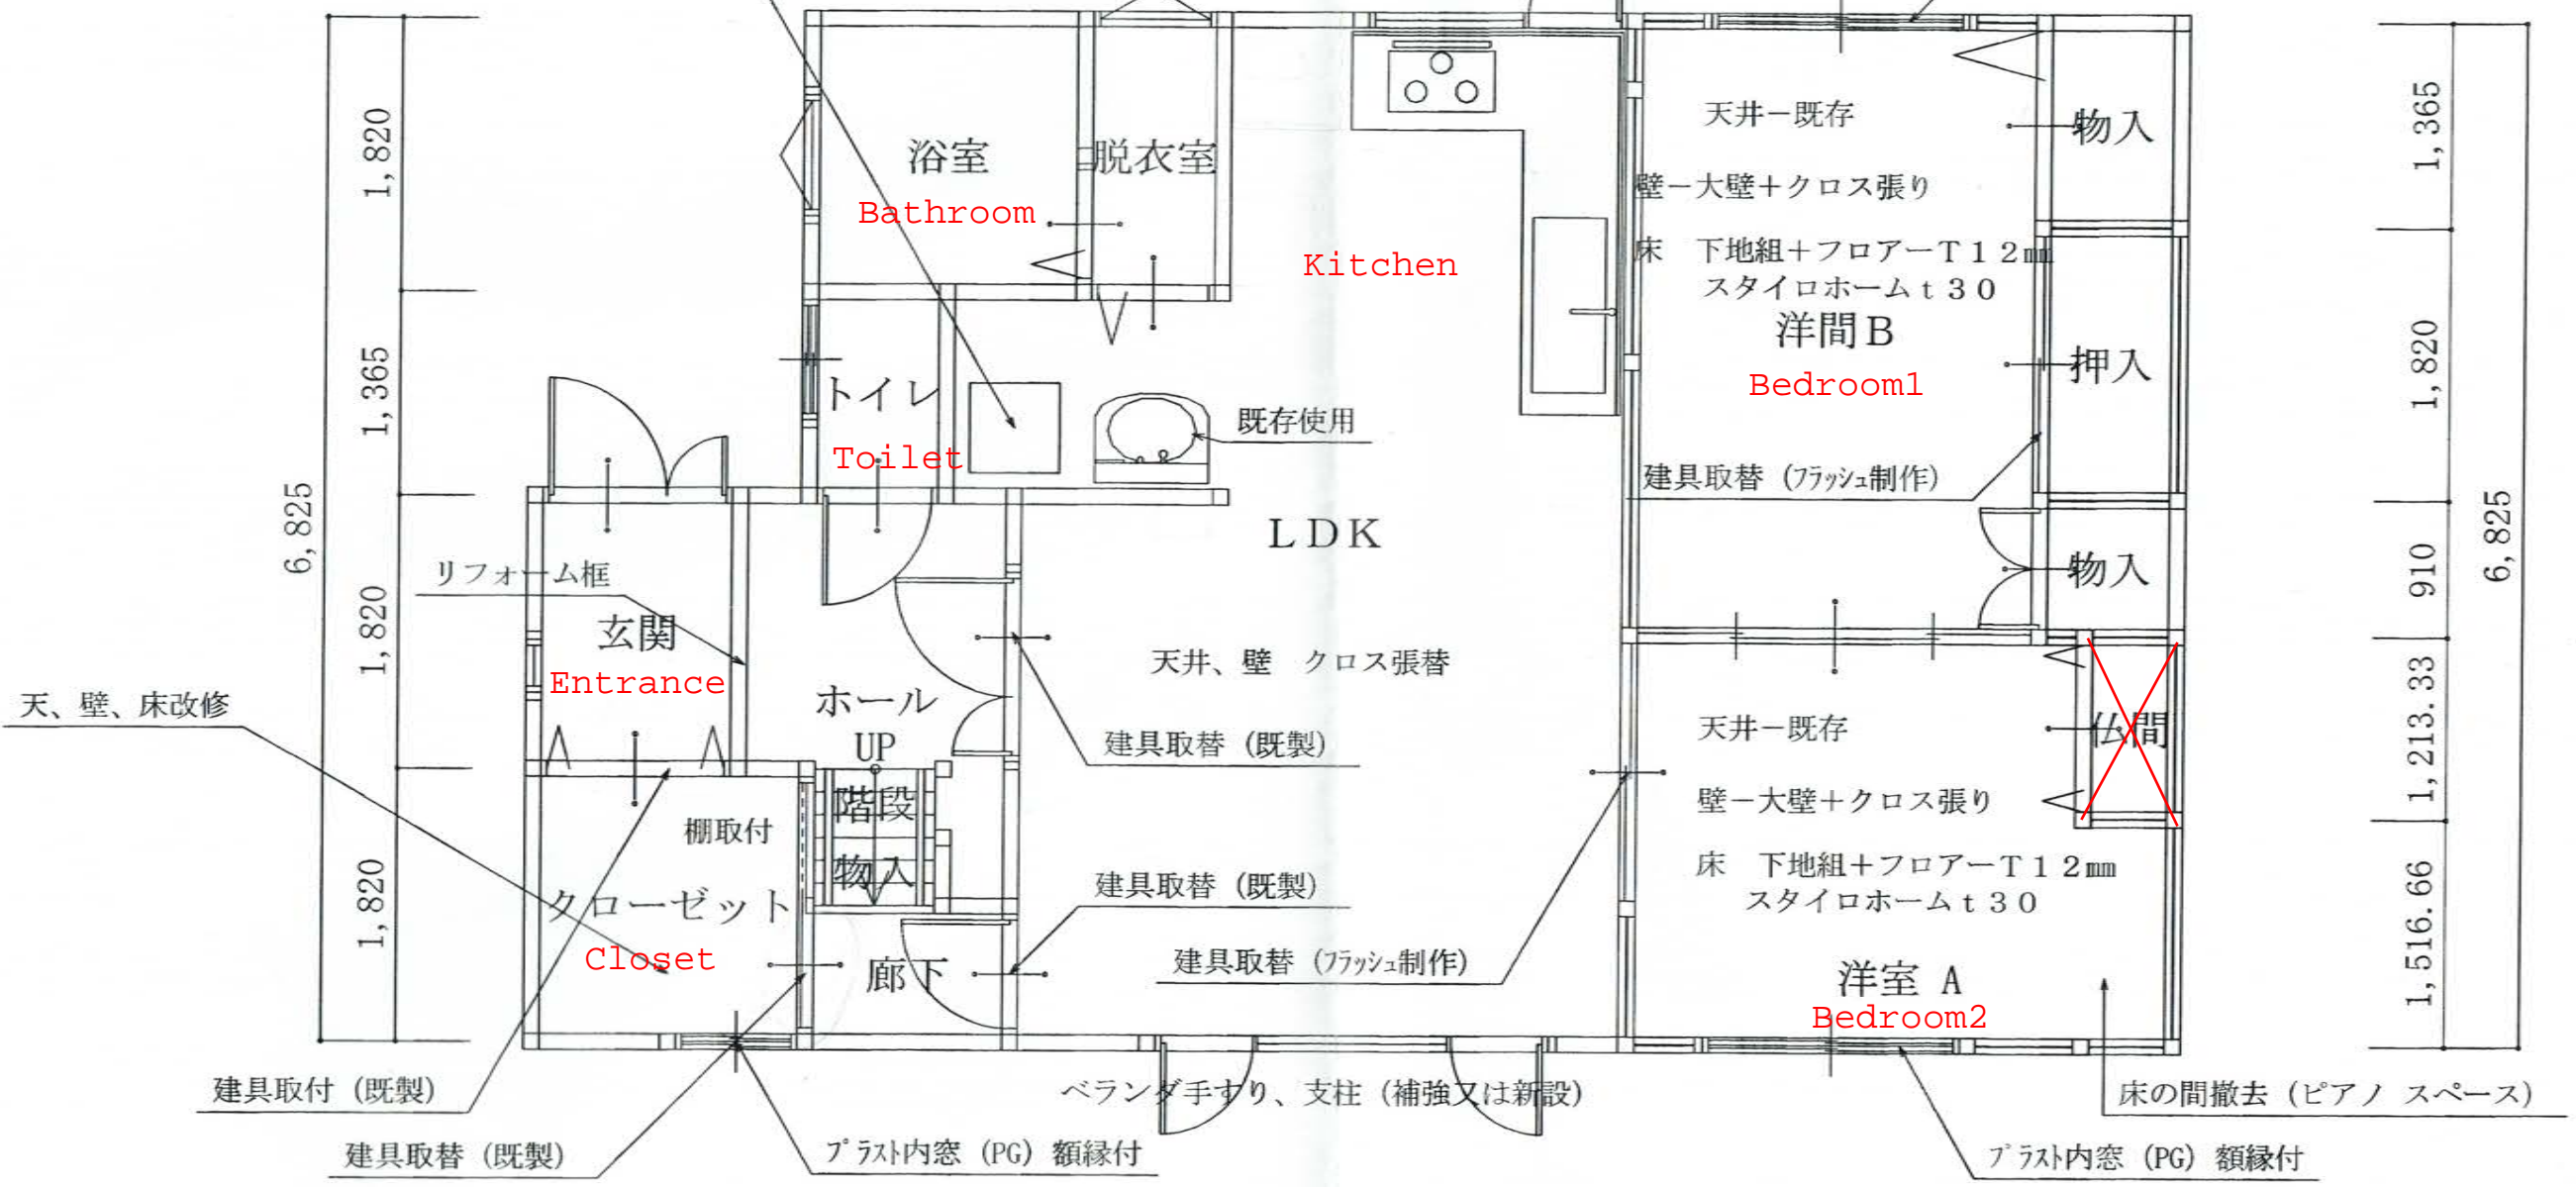 1,820
1,365
1,820
1,820
6,825
浴室
Bathroom
脱衣室
Kitchen
天井－既存
壁－大壁＋クロス張り
床　下地組＋フロアーＴ１２㎜
スタイロホームｔ３０
洋間Ｂ
Bedroom1
物入
押入
物入
1,365
1,820
910
1,213.33
1,516.66
6,825
トイレ
Toilet
既存使用
建具取替（フラッシュ制作）
ＬＤＫ
リフォーム框
玄関
Entrance
天、壁、床改修
ホール
UP
階段
物入
天井、壁　クロス張替
建具取替（既製）
天井－既存
仏間
壁－大壁＋クロス張り
床　下地組＋フロアーＴ１２㎜
スタイロホームｔ３０
棚取付
クローゼット
Closet
建具取替（既製）
廊下
建具取替（フラッシュ制作）
洋室 A
Bedroom2
建具取付（既製）
ベランダ手すり、支柱（補強又は新設）
床の間撤去（ピアノ スペース）
建具取替（既製）
プラスト内窓（PG）額縁付
プラスト内窓（PG）額縁付